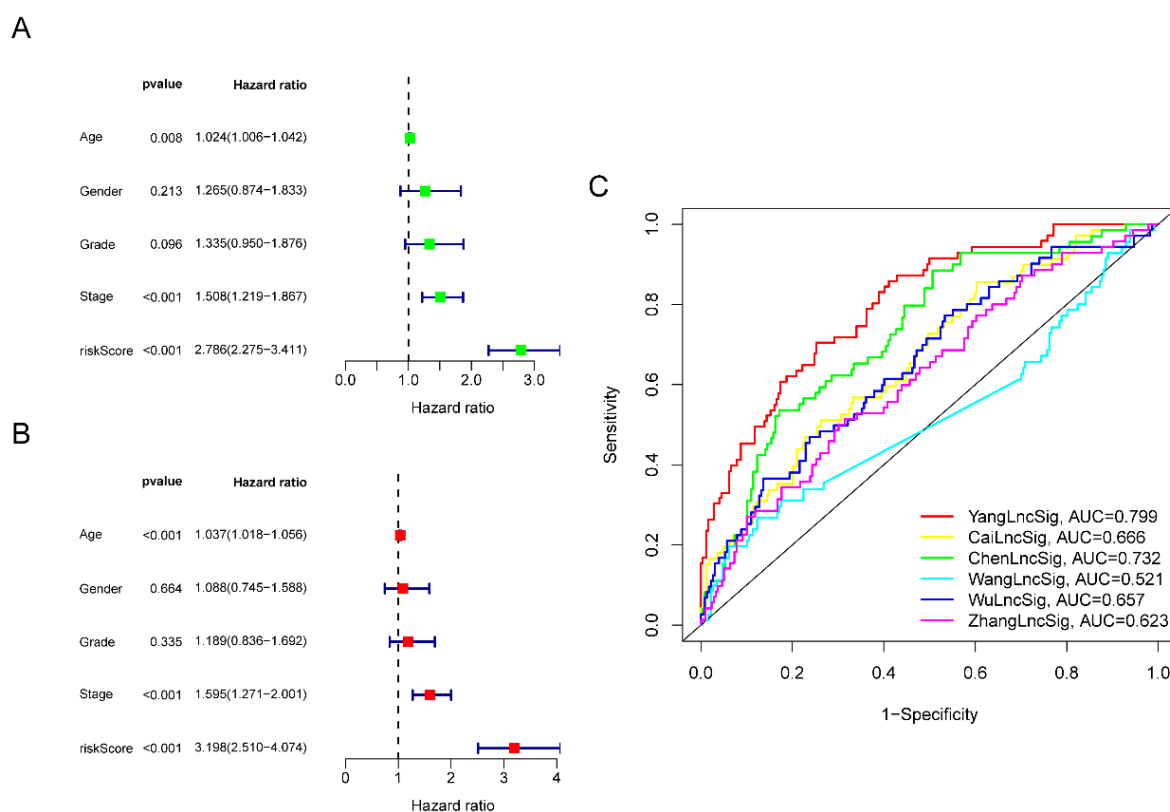 A
pvalue Hazard ratio
Age 0.008 1.024(1.006−1.042)
Gender 0.213 1.265(0.874−1.833)
Grade 0.096 1.335(0.950−1.876)
Stage <0.001 1.508(1.219−1.867)
riskScore <0.001 2.786(2.275−3.411)
0.0 1.0 2.0 3.0
Hazard ratio
B
pvalue Hazard ratio
Age <0.001 1.037(1.018−1.056)
Gender 0.664 1.088(0.745−1.588)
Grade 0.335 1.189(0.836−1.692)
Stage <0.001 1.595(1.271−2.001)
riskScore <0.001 3.198(2.510−4.074)
0 1 2 3 4
Hazard ratio
C
Sensitivity
1.0
0.8
0.6
0.4
0.2
0.0
YangLncSig, AUC=0.799
CaiLncSig, AUC=0.666
ChenLncSig, AUC=0.732
WangLncSig, AUC=0.521
WuLncSig, AUC=0.657
ZhangLncSig, AUC=0.623
0.0 0.2 0.4 0.6 0.8 1.0
1−Specificity